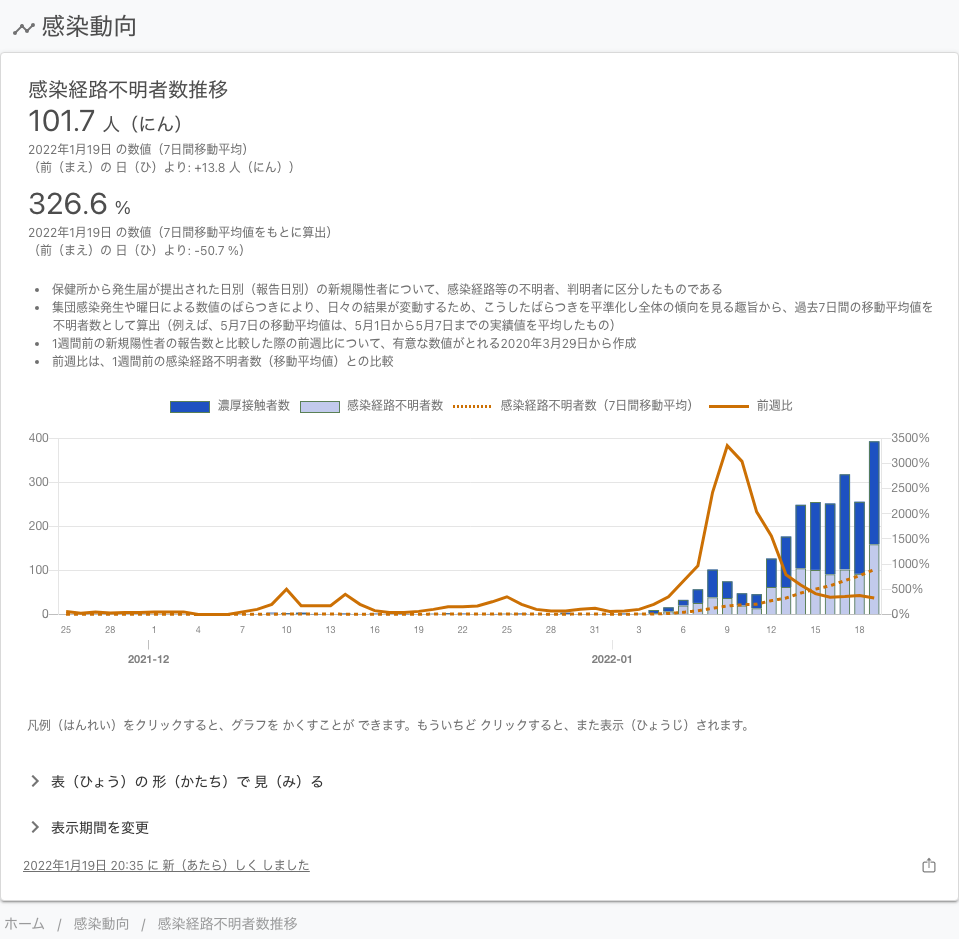 感染動向
感染経路不明者数推移
101.7 人（にん）
2022年1月19日 の数値（7日間移動平均）
（前（まえ）の 日（ひ）より: +13.8 人（にん））
326.6 %
2022年1月19日 の数値（7日間移動平均値をもとに算出）
（前（まえ）の 日（ひ）より: -50.7 %）
• 保健所から発生届が提出された日別（報告日別）の新規陽性者について、感染経路等の不明者、判明者に区分したものである
• 集団感染発生や曜日による数値のばらつきにより、日々の結果が変動するため、こうしたばらつきを平準化し全体の傾向を見る趣旨から、過去7日間の移動平均値を
不明者数として算出（例えば、5月7日の移動平均値は、5月1日から5月7日までの実績値を平均したもの）
• 1週間前の新規陽性者の報告数と比較した際の前週比について、有意な数値がとれる2020年3月29日から作成
• 前週比は、1週間前の感染経路不明者数（移動平均値）との比較
濃厚接触者数 感染経路不明者数 感染経路不明者数（7日間移動平均） 前週比
400 3500%
3000%
300 2500%
200 2000%
1500%
100 1000%
500%
0 0%
25 28 1 4 7 10 13 16 19 22 25 28 31 3 6 9 12 15 18
2021-12 2022-01
凡例（はんれい）をクリックすると、グラフを かくすことが できます。もういちど クリックすると、また表示（ひょうじ）されます。
表（ひょう）の 形（かたち）で 見（み）る
表示期間を変更
2022年1月19日 20:35 に 新（あたら）しく しました
ホーム / 感染動向 / 感染経路不明者数推移